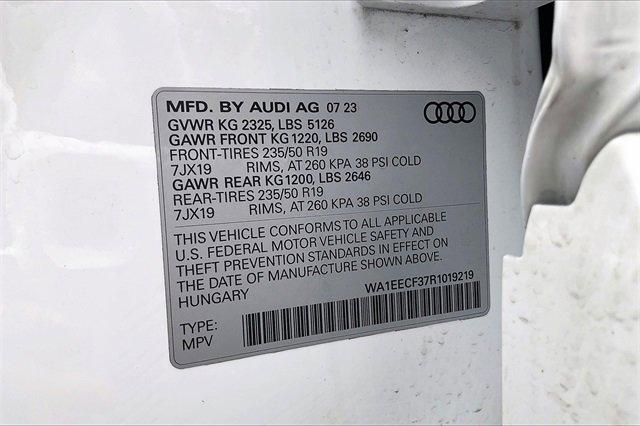 MFD. BY AUDI AG 07 23
GVWR KG 2325, LBS 5126
GAWR FRONT KG 1220, LBS 2690
FRONT-TIRES 235/50 R19
7JX19 RIMS, AT 260 KPA 38 PSI COLD
GAWR REAR KG 1200, LBS 2646
REAR-TIRES 235/50 R19
7JX19 RIMS, AT 260 KPA 38 PSI COLD
THIS VEHICLE CONFORMS TO ALL APPLICABLE
U.S. FEDERAL MOTOR VEHICLE SAFETY AND
THEFT PREVENTION STANDARDS IN EFFECT ON
THE DATE OF MANUFACTURE SHOWN ABOVE.
HUNGARY
WA1EECF37R1019219
TYPE:
MPV